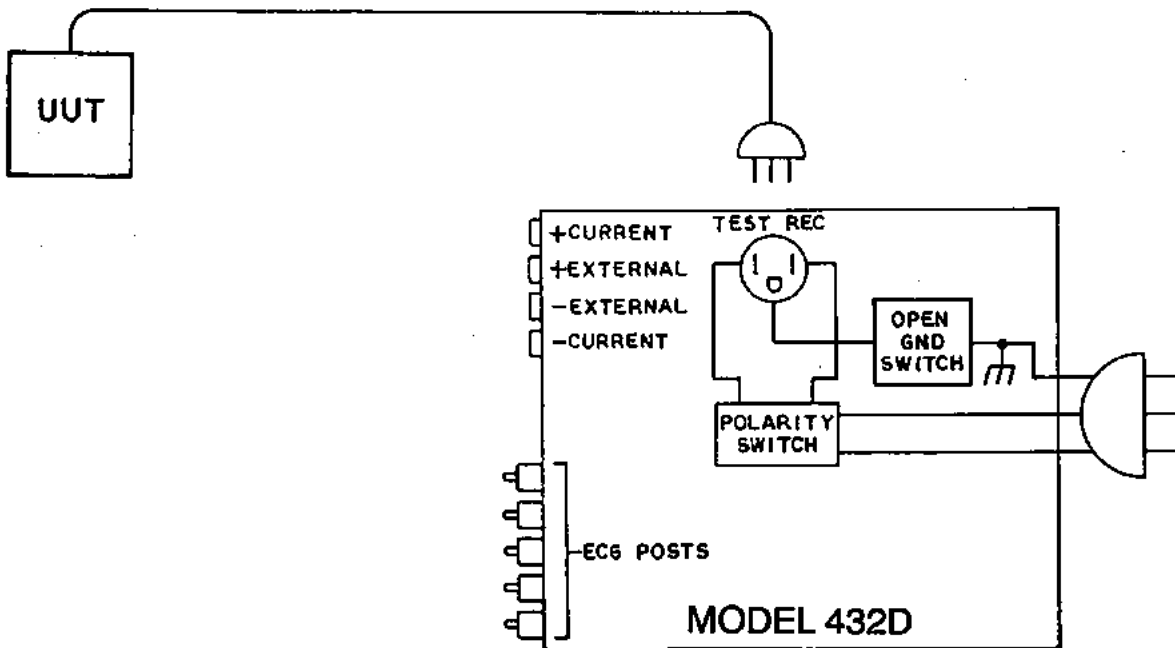 UUT
TEST REC
+CURRENT
+EXTERNAL
-EXTERNAL
-CURRENT
OPEN
GND
SWITCH
POLARITY
SWITCH
ECG POSTS
MODEL 432D